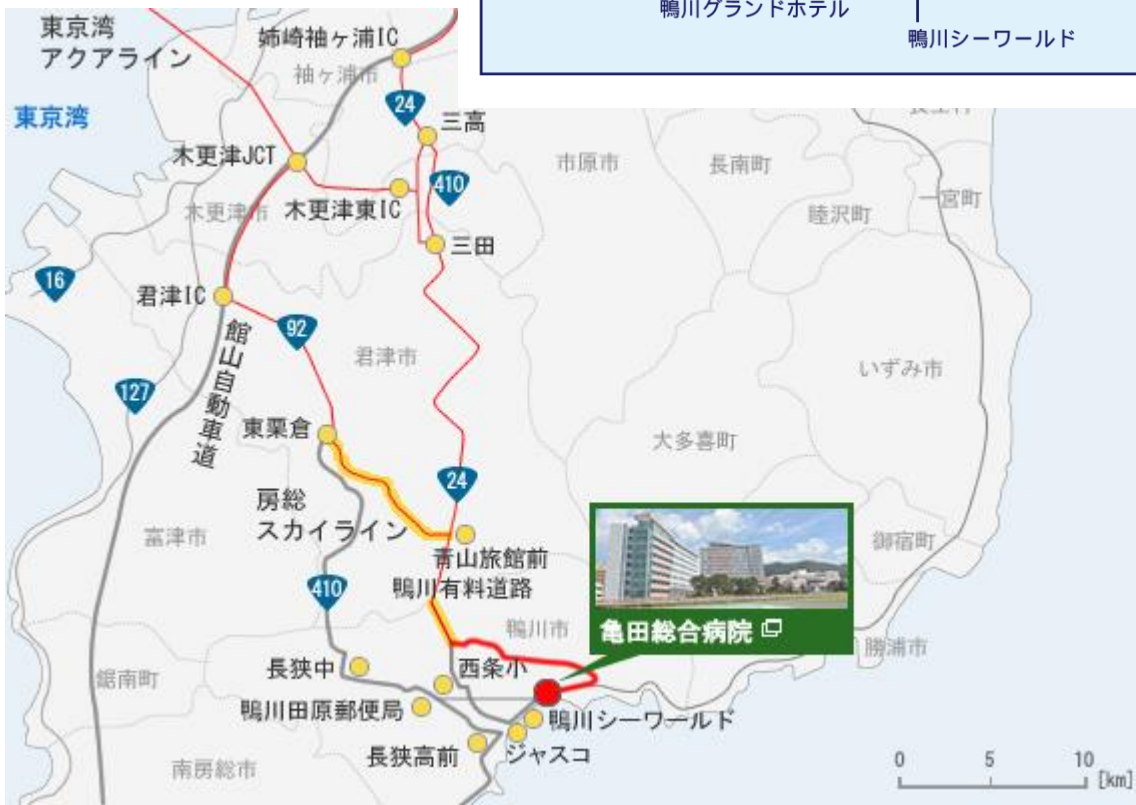 鴨川グランドホテル
鴨川シーワールド
東京湾
アクアライン
姉崎袖ヶ浦IC
袖ヶ浦市
24
三高
東京湾
木更津JCT
市原市
長南町
410
木更津市
木更津東IC
一宮町
睦沢町
三田
16
君津IC
92
館山自動車道
君津市
いずみ市
127
東粟倉
大多喜町
24
房総
スカイライン
富津市
青山旅館前
御宿町
鴨川有料道路
410
鴨川市
亀田総合病院
勝浦市
長狭中
西条小
鋸南町
鴨川田原郵便局
鴨川シーワールド
長狭高前
ジャスコ
南房総市
0 5 10
[km]